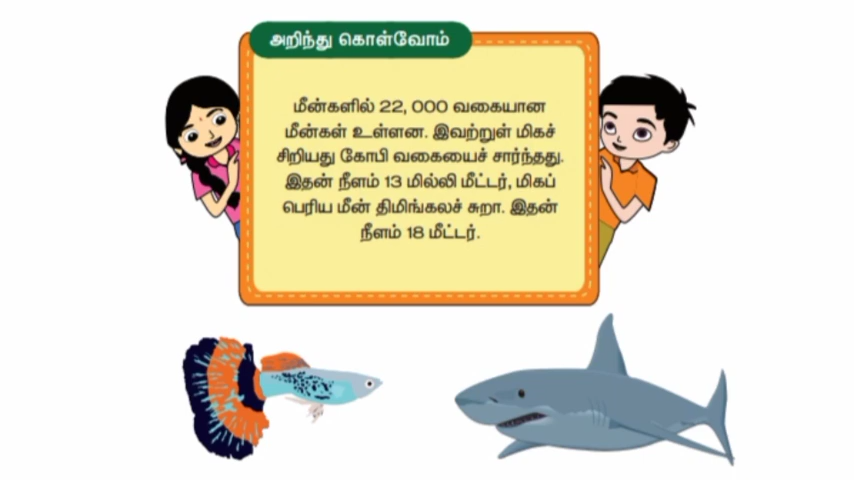 அறிந்து கொள்வோம்
மீன்களில் 22, 000 வகையான
மீன்கள் உள்ளன. இவற்றுள் மிகச்
சிறியது கோபி வகையைச் சார்ந்தது.
இதன் நீளம் 13 மில்லி மீட்டர், மிகப்
பெரிய மீன் திமிங்கலச் சுறா. இதன்
நீளம் 18 மீட்டர்.